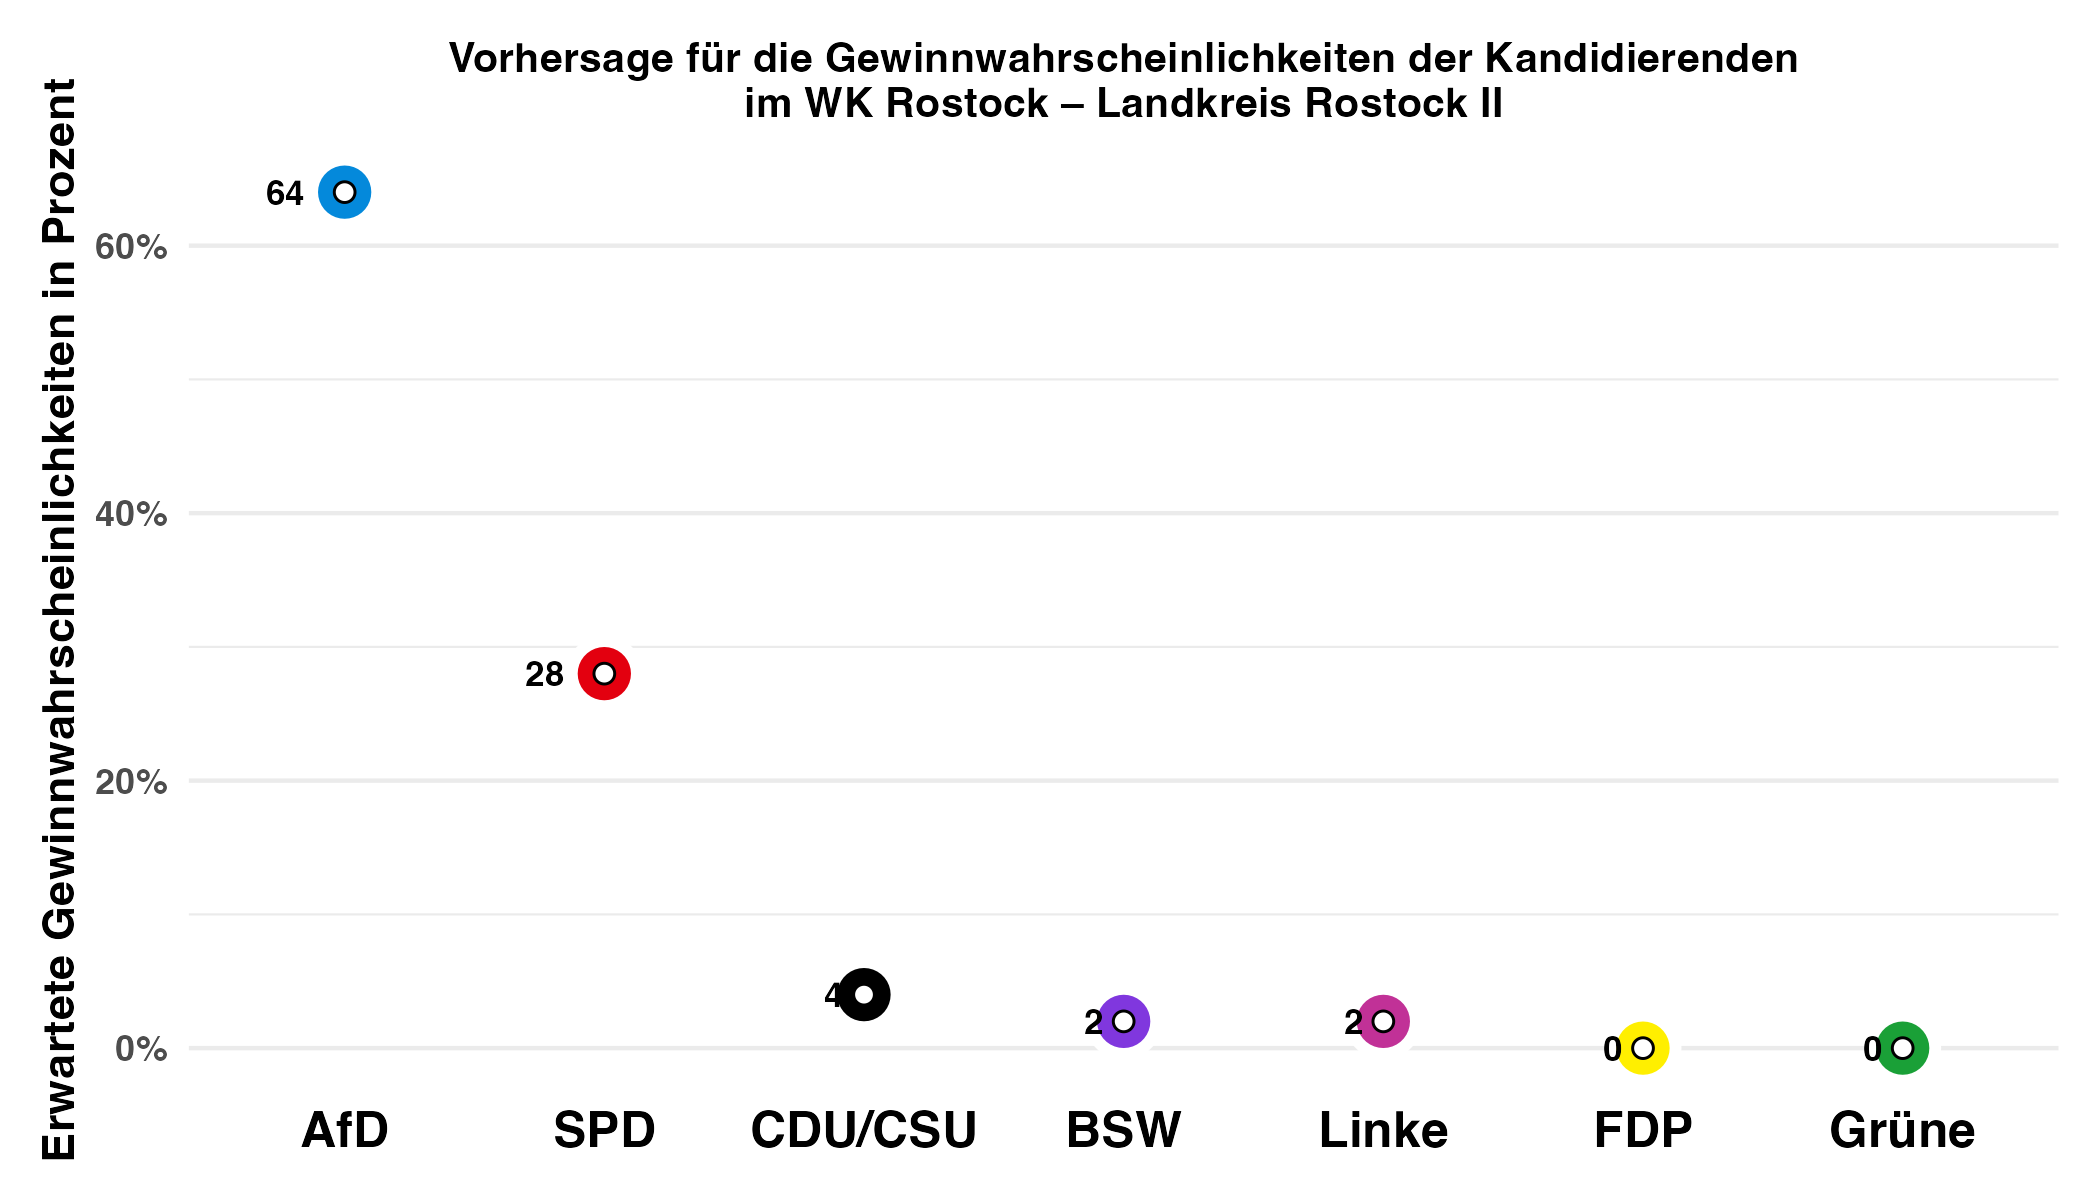 Vorhersage für die Gewinnwahrscheinlichkeiten der Kandidierenden
im WK Rostock – Landkreis Rostock II
Erwartete Gewinnwahrscheinlichkeiten in Prozent
60%
40%
20%
0%
64
28
4
2
2
0
0
AfD
SPD
CDU/CSU
BSW
Linke
FDP
Grüne